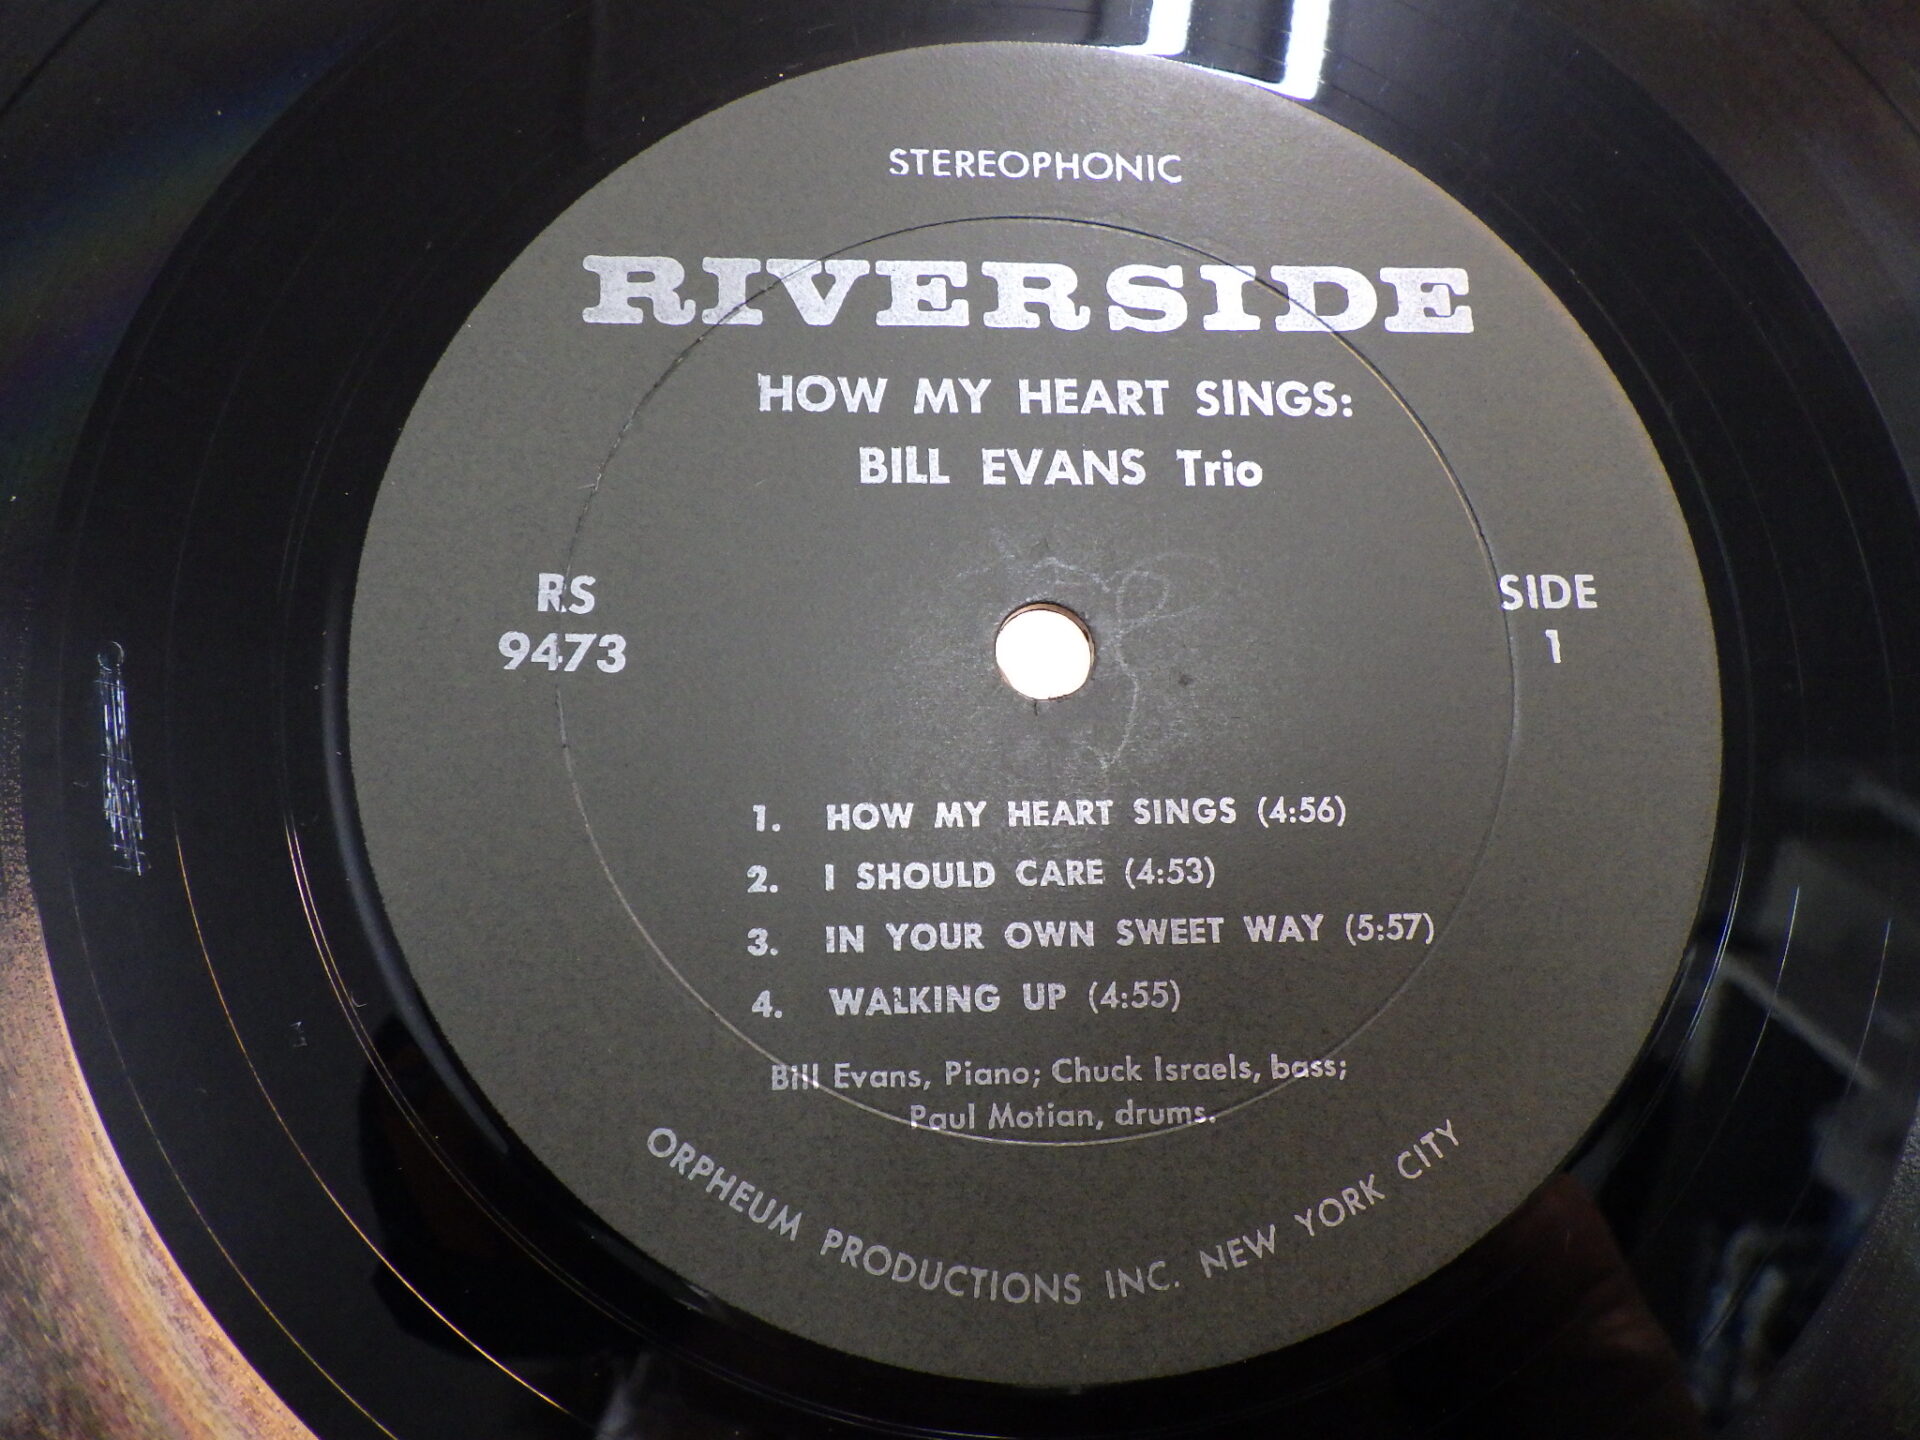 STEREOPHONIC
RIVERSIDE
HOW MY HEART SINGS:
BILL EVANS Trio
RS
9473
SIDE
1
1. HOW MY HEART SINGS (4:56)
2. I SHOULD CARE (4:53)
3. IN YOUR OWN SWEET WAY (5:57)
4. WALKING UP (4:55)
Bill Evans, Piano; Chuck Israels, bass;
Paul Motian, drums.
ORPHEUM PRODUCTIONS INC. NEW YORK CITY